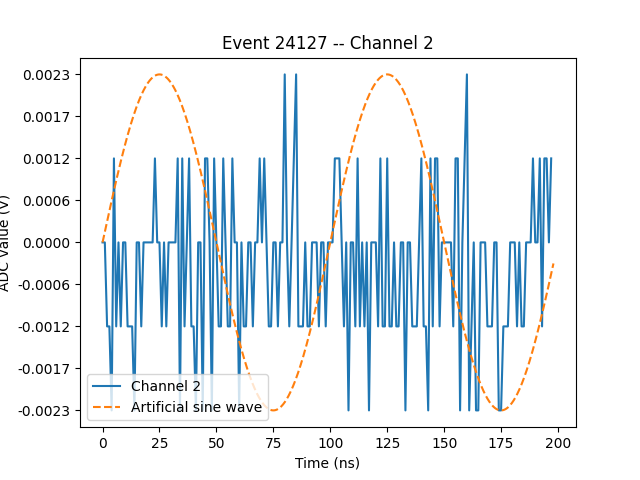 Event 24127 -- Channel 2
0.0023
0.0017
0.0012
0.0006
0.0000
-0.0006
-0.0012
-0.0017
-0.0023
ADC Value (V)
Channel 2
Artificial sine wave
0 25 50 75 100 125 150 175 200
Time (ns)